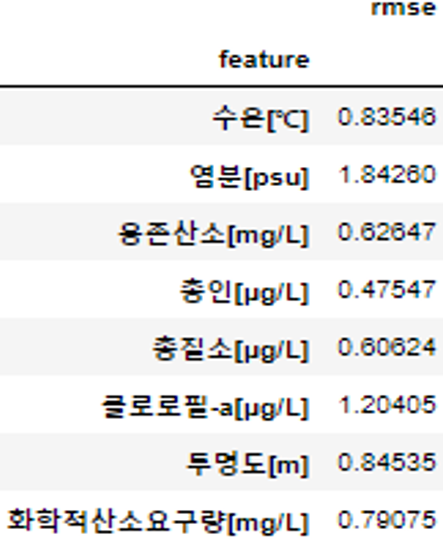 rmse
feature
수온[℃] 0.83546
염분[psu] 1.84260
용존산소[mg/L] 0.62647
총인[μg/L] 0.47547
총질소[μg/L] 0.60624
클로로필-a[μg/L] 1.20405
투명도[m] 0.84535
화학적산소요구량[mg/L] 0.79075